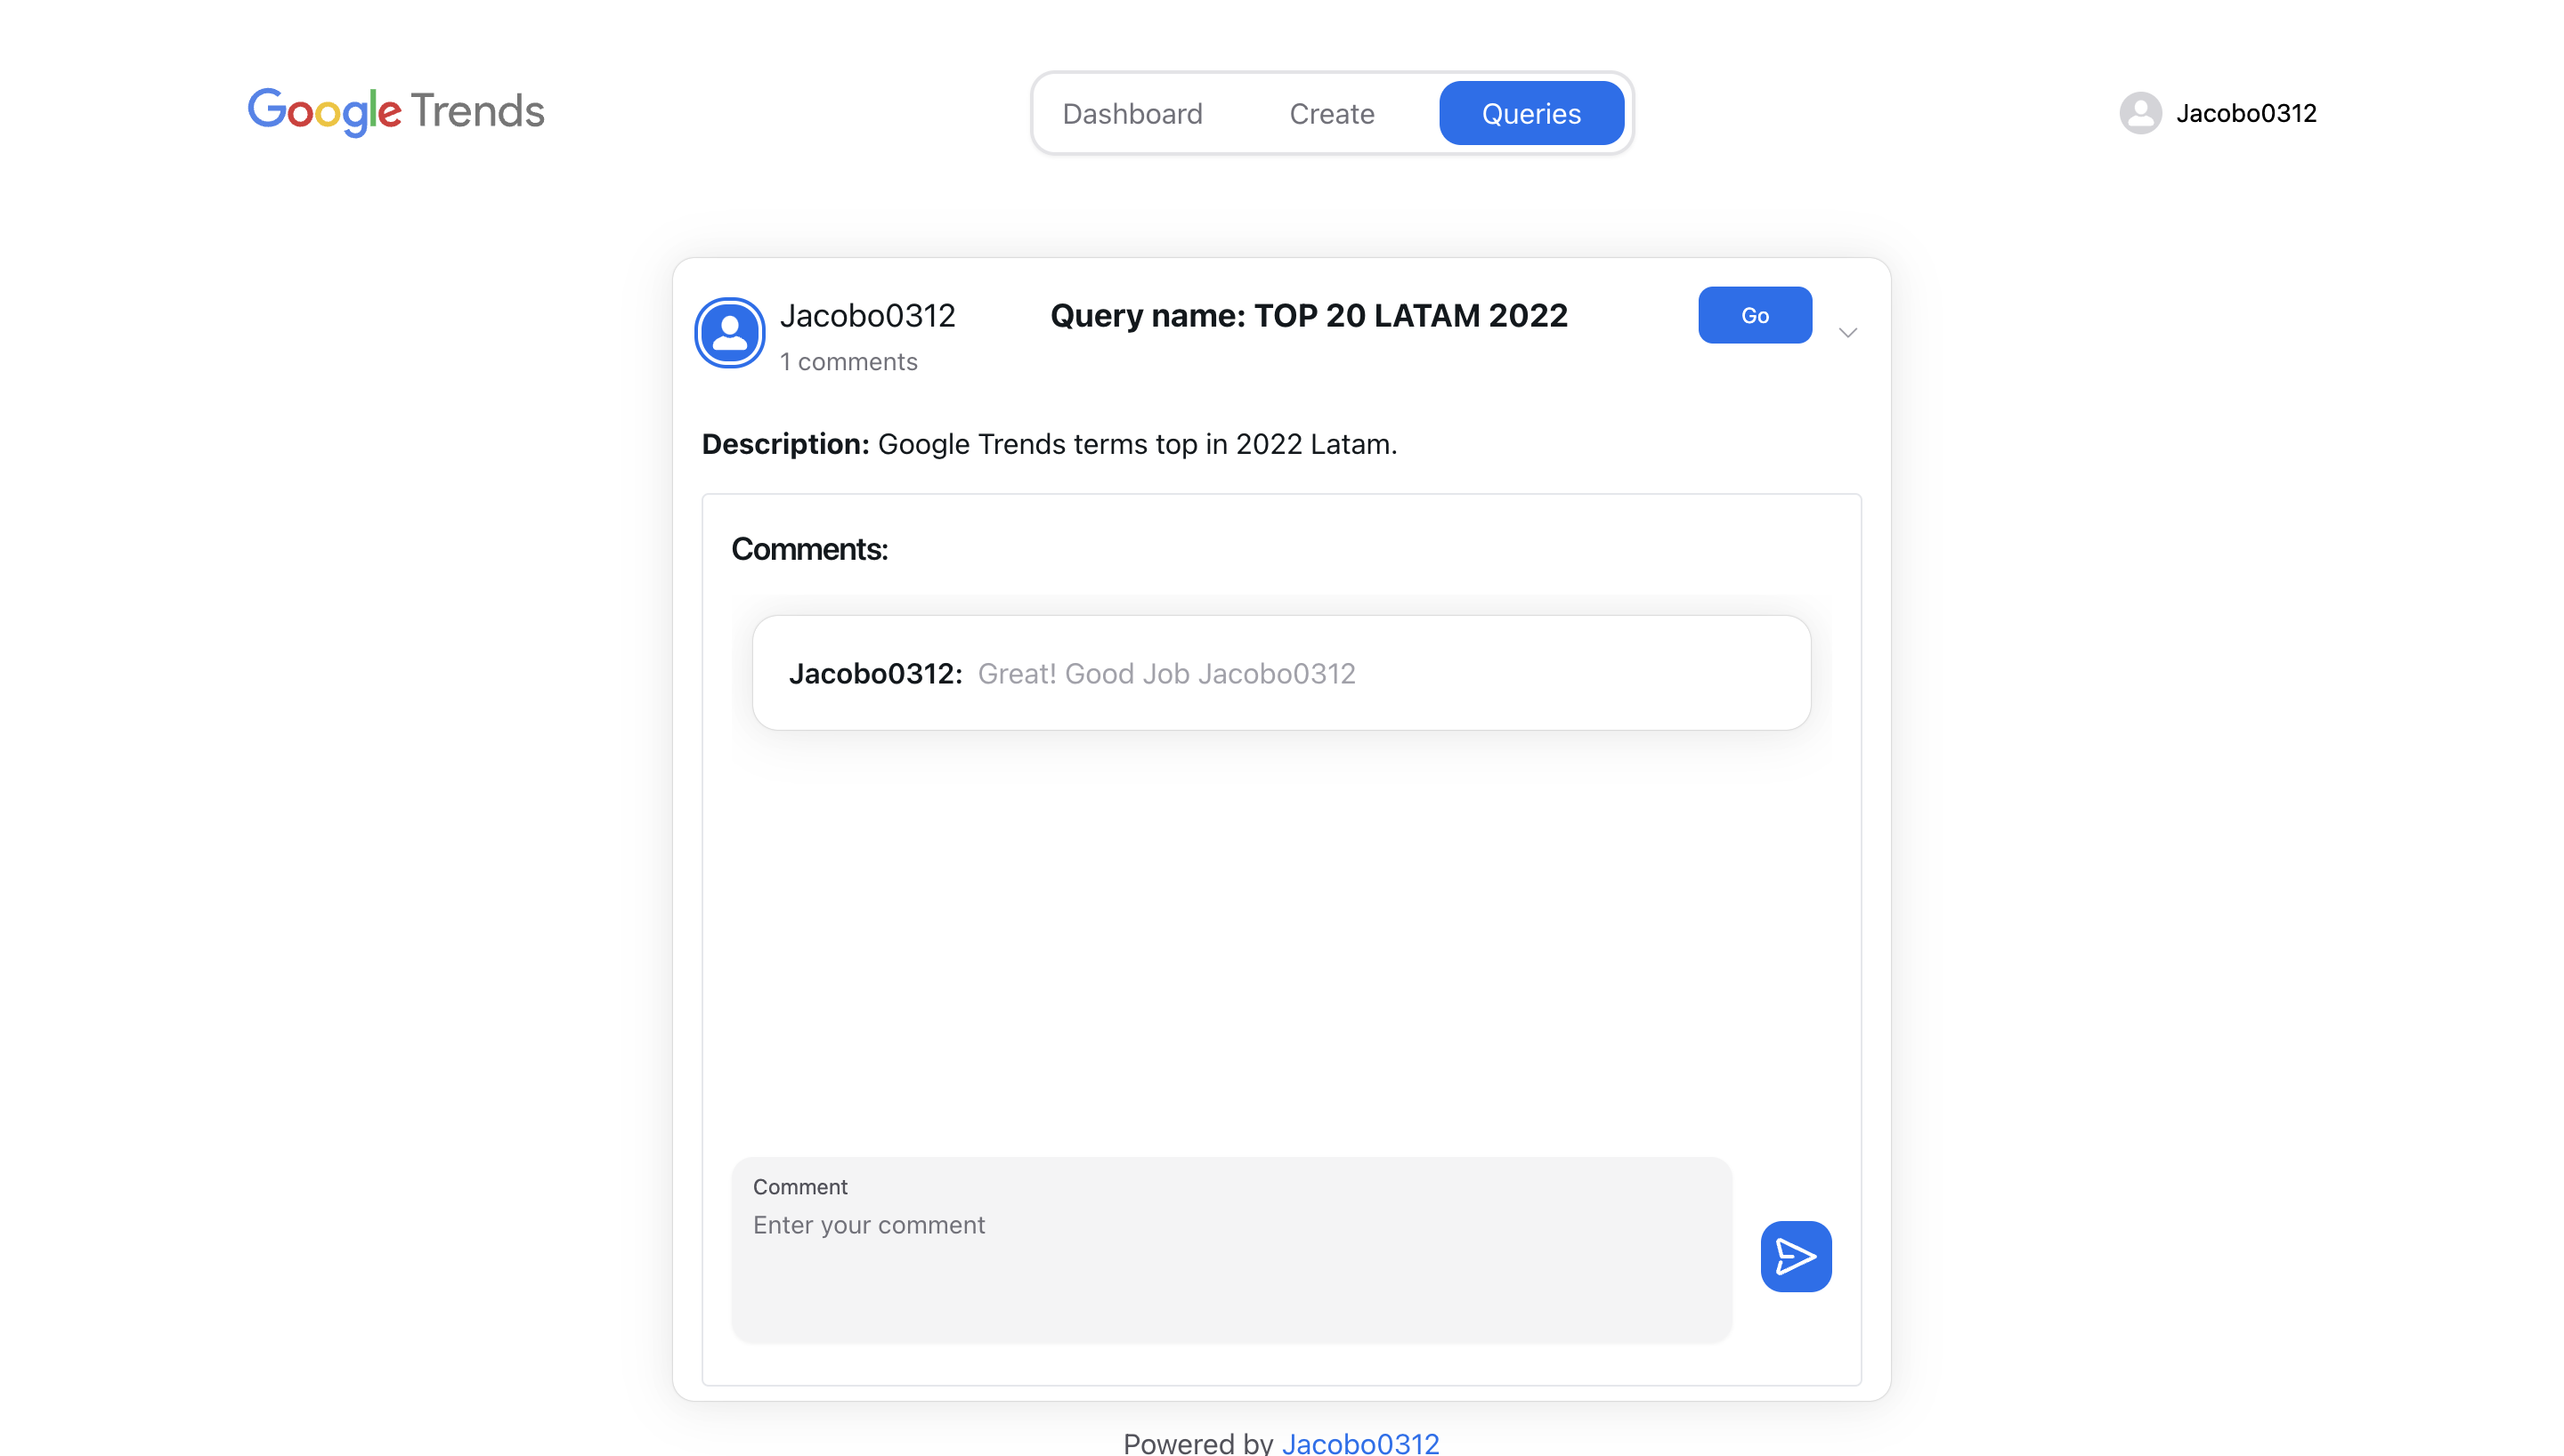 Google Trends
Dashboard Create Queries
Jacobo0312
Jacobo0312
Query name: TOP 20 LATAM 2022
Go
1 comments
Description: Google Trends terms top in 2022 Latam.
Comments:
Jacobo0312: Great! Good Job Jacobo0312
Comment
Enter your comment
Powered by Jacobo0312